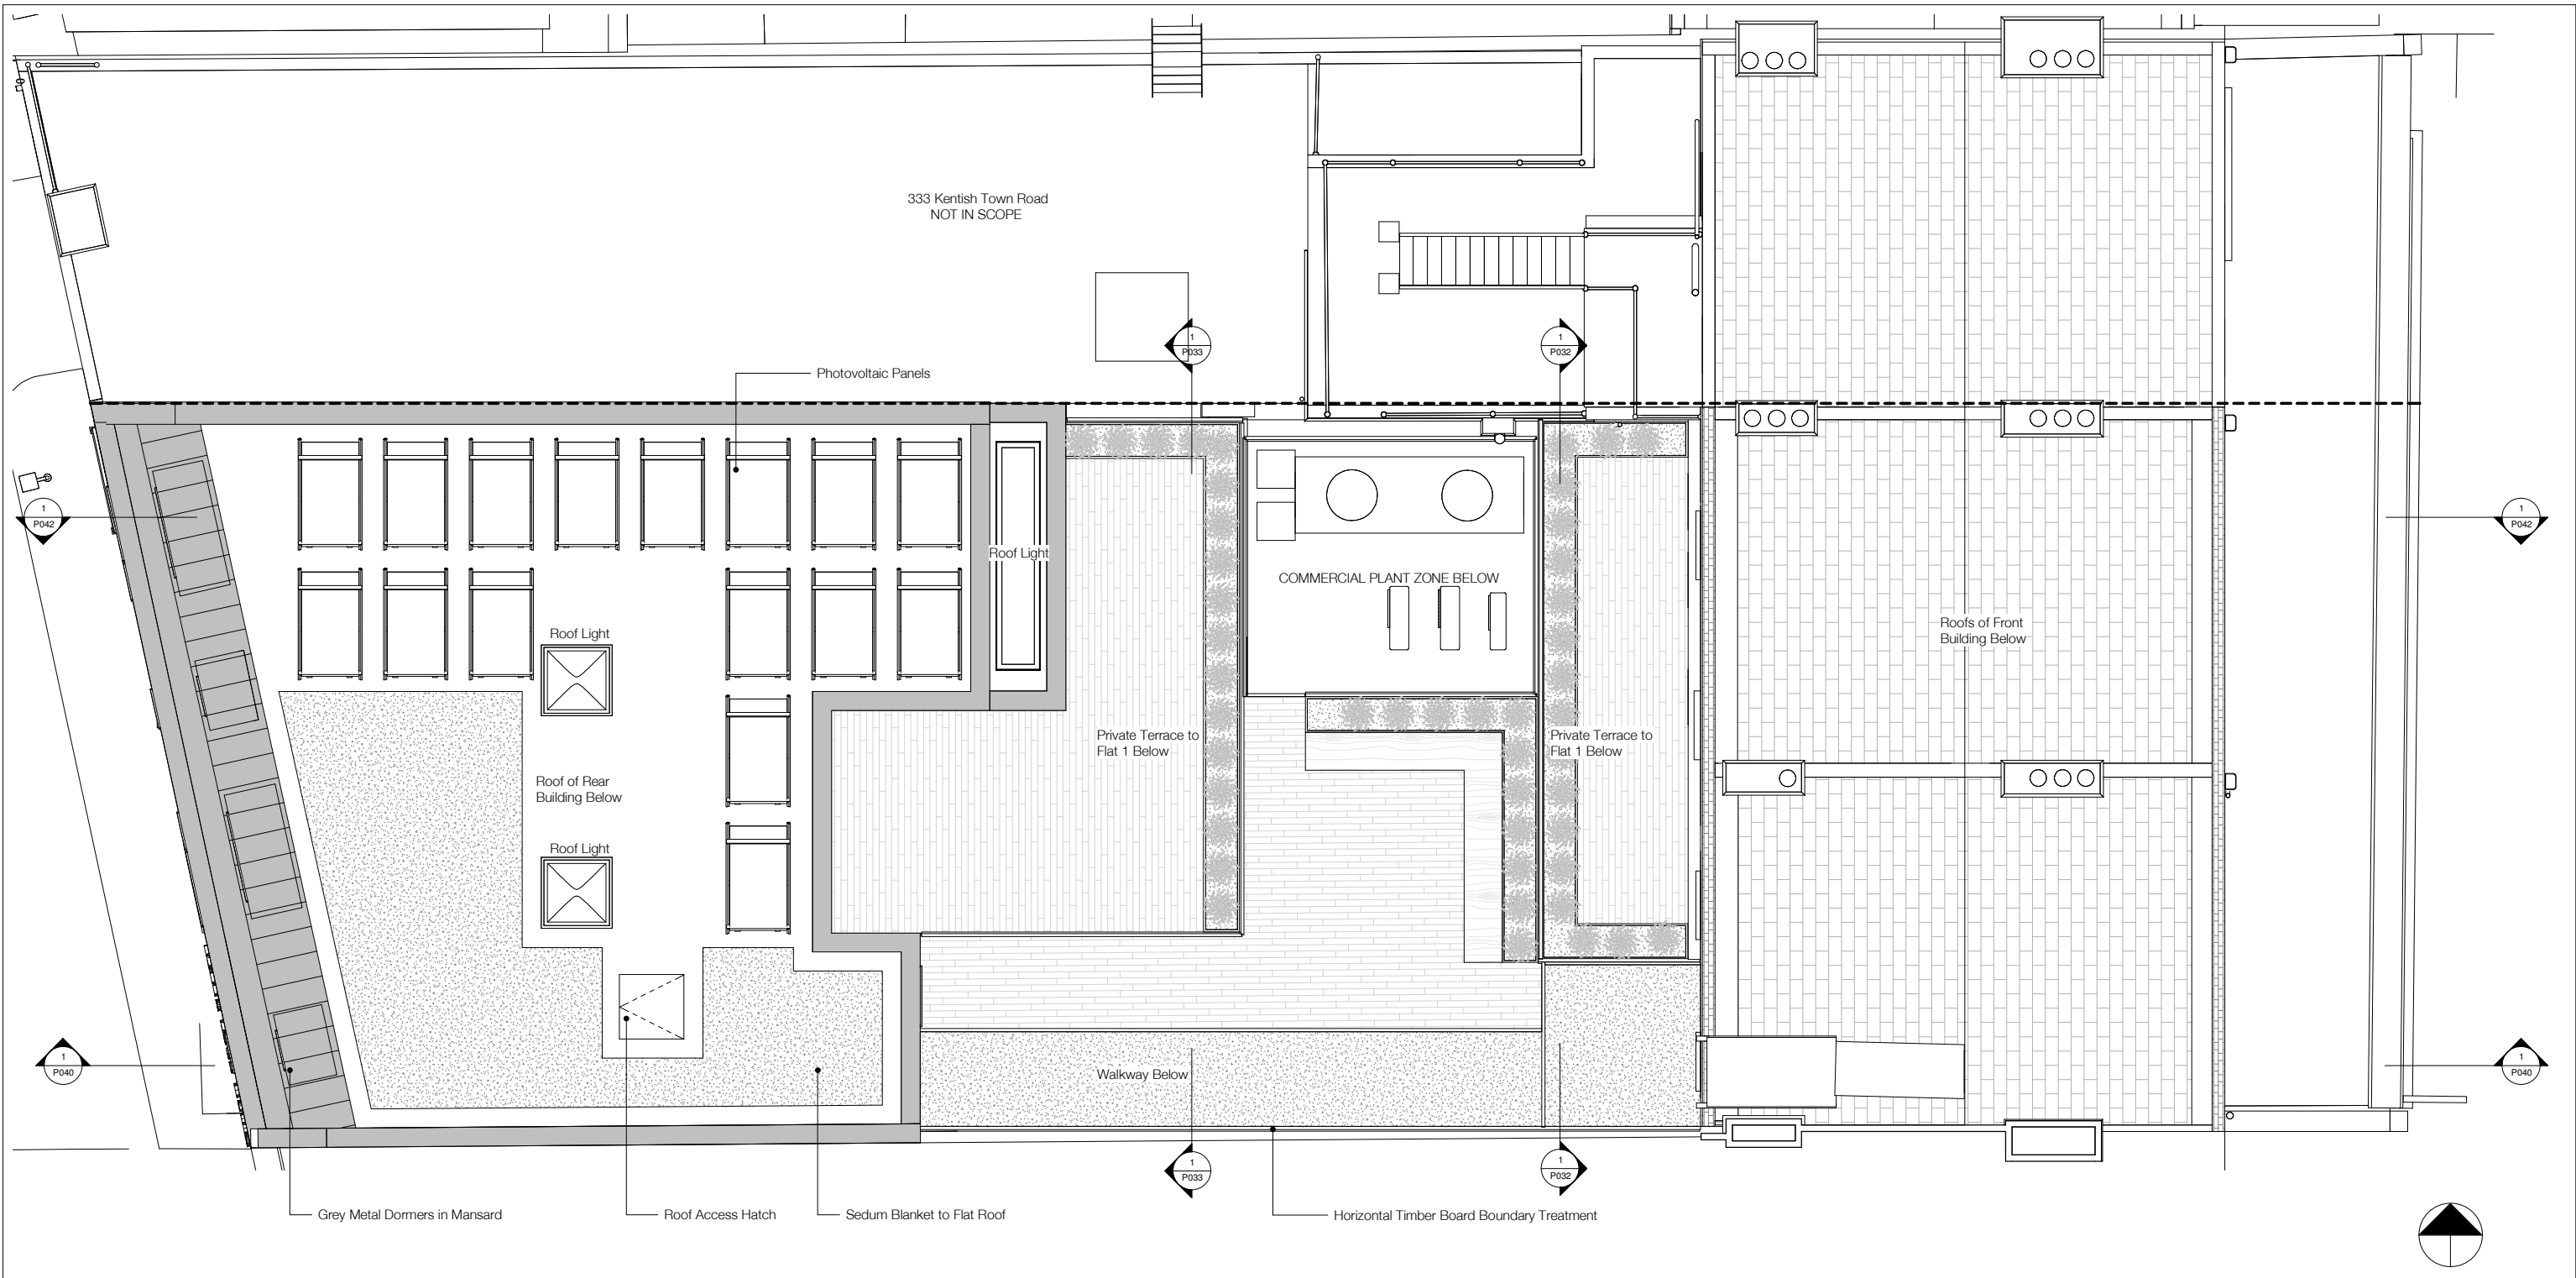 333 Kentish Town Road
NOT IN SCOPE
1
P033
1
P032
Photovoltaic Panels
1
P042
1
P042
Roof Light
COMMERCIAL PLANT ZONE BELOW
Roofs of Front
Building Below
Roof Light
Private Terrace to
Flat 1 Below
Private Terrace to
Flat 1 Below
Roof of Rear
Building Below
Roof Light
1
P040
Walkway Below
1
P040
1
P033
1
P032
Grey Metal Dormers in Mansard
Roof Access Hatch
Sedum Blanket to Flat Roof
Horizontal Timber Board Boundary Treatment